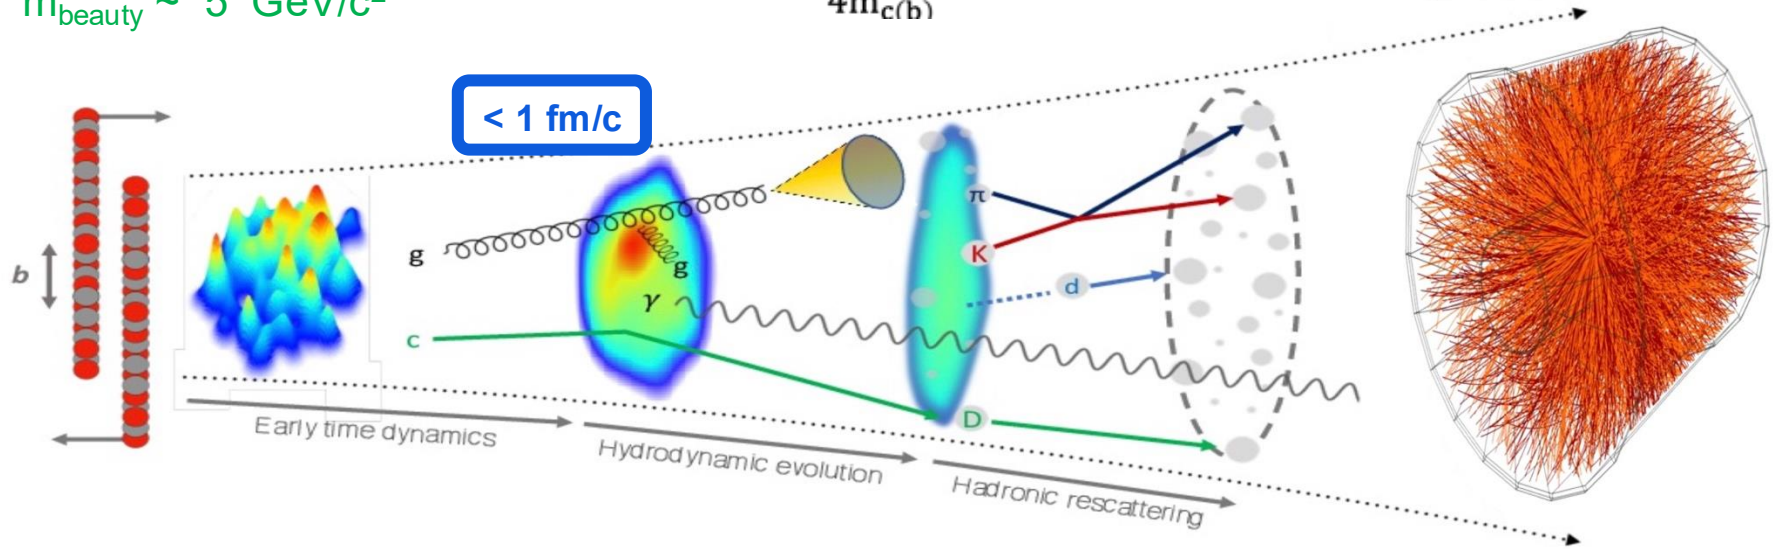 m_beauty ~ 5 GeV/c²
4m_c(b)
< 1 fm/c
b
g
g
γ
c
π
K
d
D
Early time dynamics
Hydrodynamic evolution
Hadronic rescattering